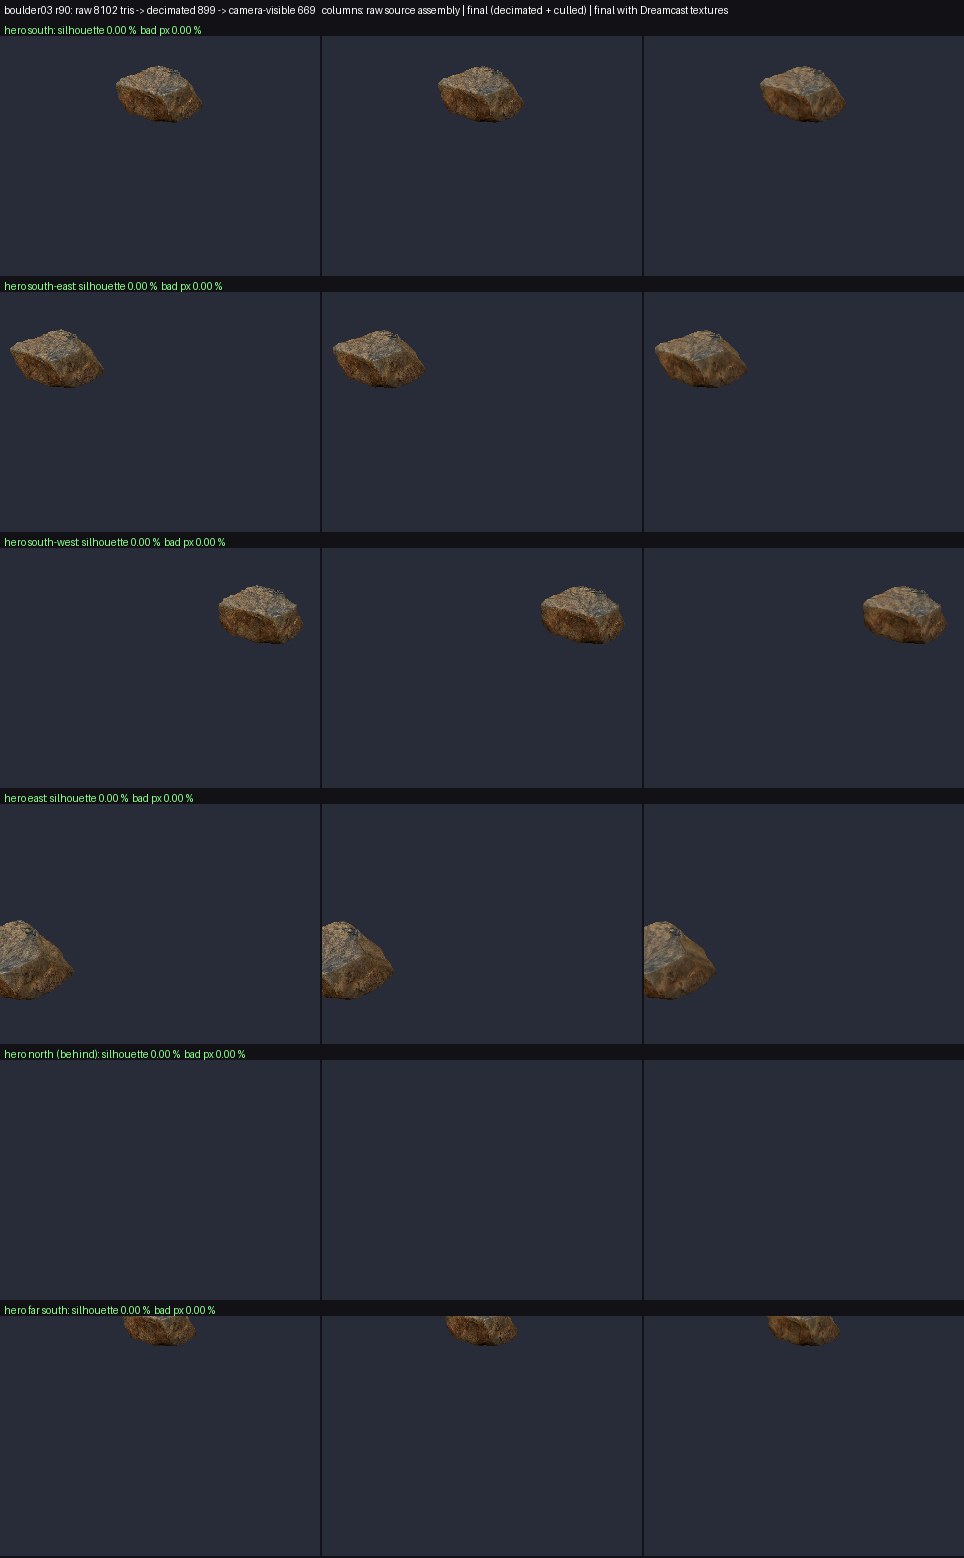 boulder03 r90: raw 8102 tris -> decimated 899 -> camera-visible 669 columns: raw source assembly | final (decimated + culled) | final with Dreamcast textures
hero south: silhouette 0.00 % bad px 0.00 %
hero south-east: silhouette 0.00 % bad px 0.00 %
hero south-west: silhouette 0.00 % bad px 0.00 %
hero east: silhouette 0.00 % bad px 0.00 %
hero north (behind): silhouette 0.00 % bad px 0.00 %
hero far south: silhouette 0.00 % bad px 0.00 %